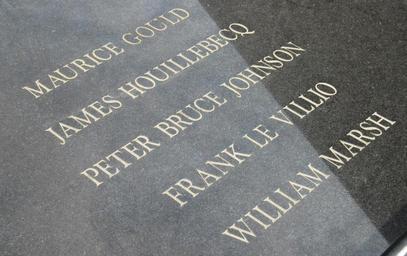 MAURICE GOULD
JAMES HOUILLEBECQ
PETER BRUCE JOHNSON
FRANK LE VILLIO
WILLIAM MARSH